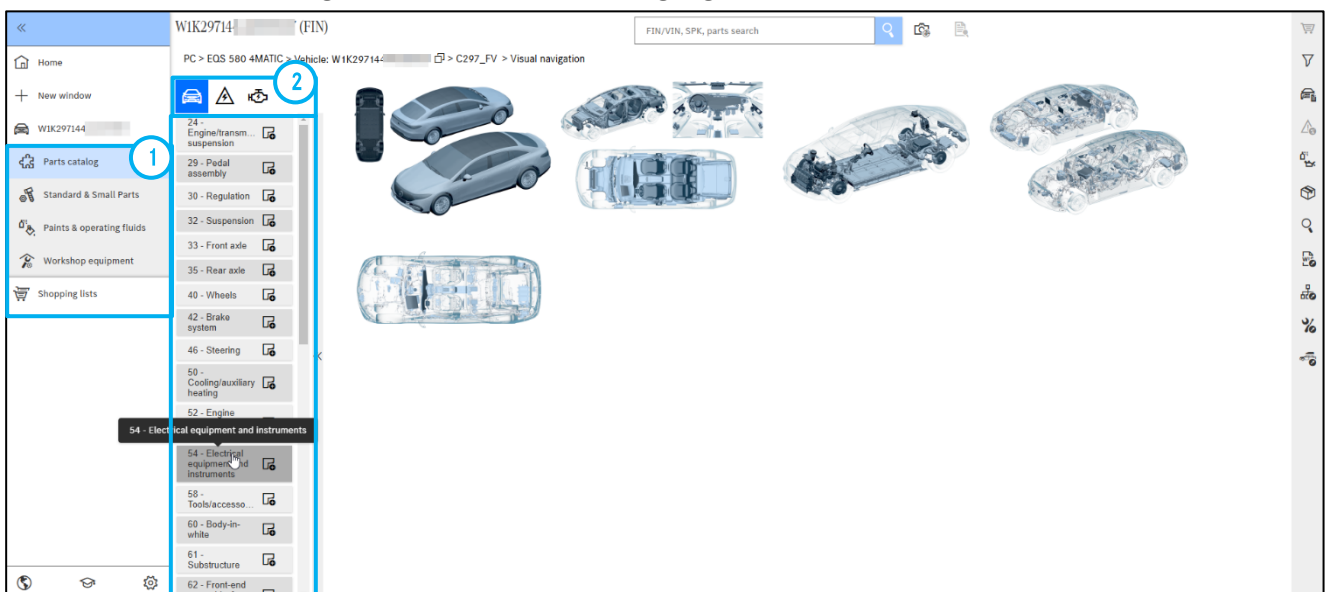 W1K29714 (FIN)
FIN/VIN, SPK, parts search
PC > EQS 580 4MATIC > Vehicle: W1K297144 > C297_FV > Visual navigation
Home
New window
W1K297144
Parts catalog
Standard & Small Parts
Paints & operating fluids
Workshop equipment
Shopping lists
1
2
24 -
Engine/transm...
suspension
29 - Pedal
assembly
30 - Regulation
32 - Suspension
33 - Front axle
35 - Rear axle
40 - Wheels
42 - Brake
system
46 - Steering
50 -
Cooling/auxiliary
heating
52 - Engine
54 - Electrical equipment and instruments
54 - Electrical
equipment and
instruments
58 -
Tools/accesso...
60 - Body-in-
white
61 -
Substructure
62 - Front-end